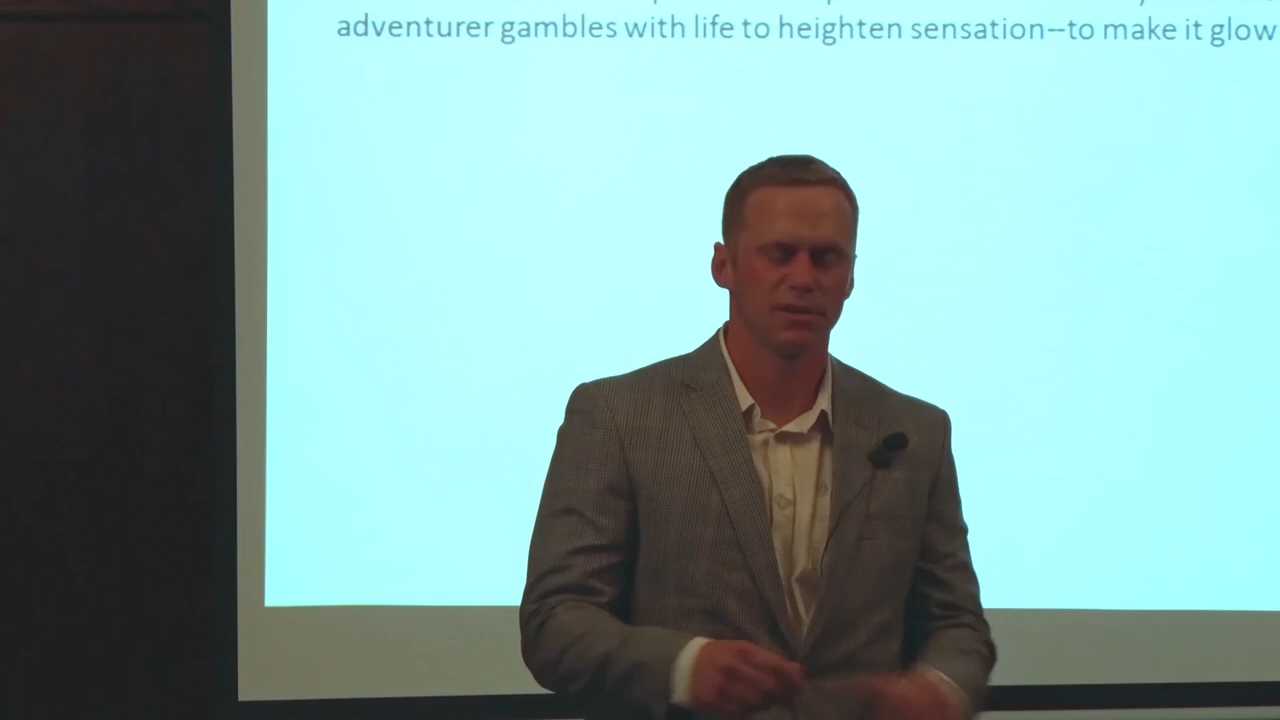 adventurer gambles with life to heighten sensation--to make it glow